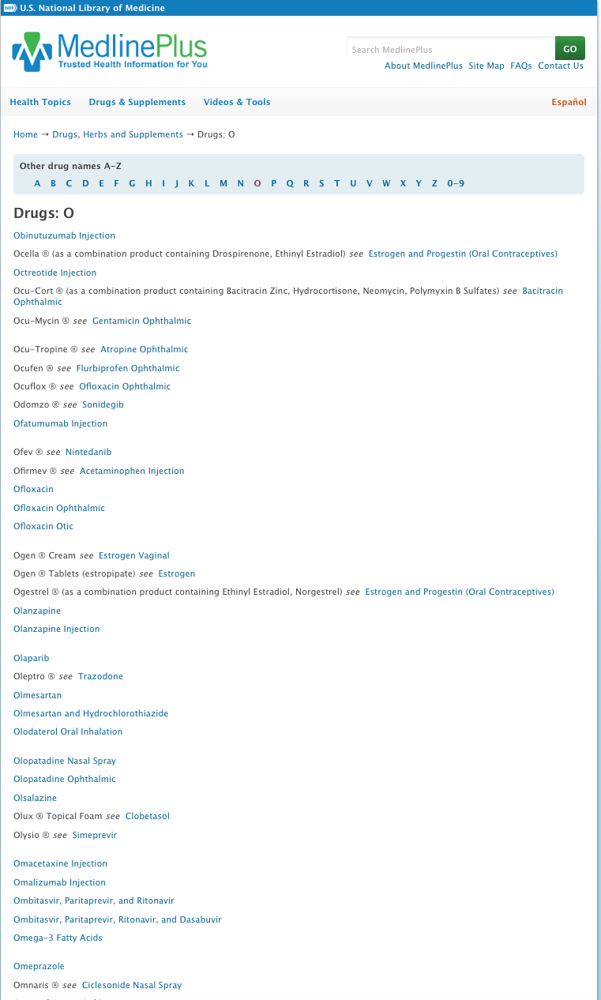 NIH U.S. National Library of Medicine
MedlinePlus
Trusted Health Information for You
Search MedlinePlus
GO
About MedlinePlus Site Map FAQs Contact Us
Health Topics Drugs & Supplements Videos & Tools Español
Home → Drugs, Herbs and Supplements → Drugs: O
Other drug names A-Z
A B C D E F G H I J K L M N O P Q R S T U V W X Y Z 0-9
Drugs: O
Obinutuzumab Injection
Ocella ® (as a combination product containing Drospirenone, Ethinyl Estradiol) see Estrogen and Progestin (Oral Contraceptives)
Octreotide Injection
Ocu-Cort ® (as a combination product containing Bacitracin Zinc, Hydrocortisone, Neomycin, Polymyxin B Sulfates) see Bacitracin
Ophthalmic
Ocu-Mycin ® see Gentamicin Ophthalmic
Ocu-Tropine ® see Atropine Ophthalmic
Ocufen ® see Flurbiprofen Ophthalmic
Ocuflox ® see Ofloxacin Ophthalmic
Odomzo ® see Sonidegib
Ofatumumab Injection
Ofev ® see Nintedanib
Ofirmev ® see Acetaminophen Injection
Ofloxacin
Ofloxacin Ophthalmic
Ofloxacin Otic
Ogen ® Cream see Estrogen Vaginal
Ogen ® Tablets (estropipate) see Estrogen
Ogestrel ® (as a combination product containing Ethinyl Estradiol, Norgestrel) see Estrogen and Progestin (Oral Contraceptives)
Olanzapine
Olanzapine Injection
Olaparib
Oleptro ® see Trazodone
Olmesartan
Olmesartan and Hydrochlorothiazide
Olodaterol Oral Inhalation
Olopatadine Nasal Spray
Olopatadine Ophthalmic
Olsalazine
Olux ® Topical Foam see Clobetasol
Olysio ® see Simeprevir
Omacetaxine Injection
Omalizumab Injection
Ombitasvir, Paritaprevir, and Ritonavir
Ombitasvir, Paritaprevir, Ritonavir, and Dasabuvir
Omega-3 Fatty Acids
Omeprazole
Omnaris ® see Ciclesonide Nasal Spray